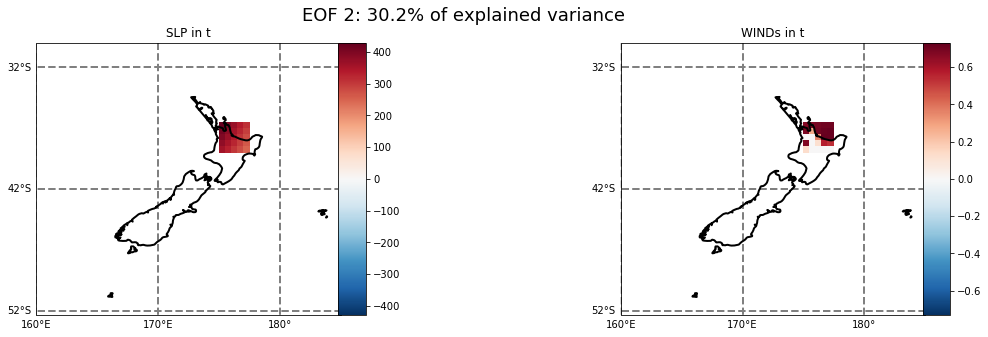 EOF 2: 30.2% of explained variance
SLP in t
WINDs in t
32°S
42°S
52°S
160°E 170°E 180°
400
300
200
100
0
−100
−200
−300
−400
32°S
42°S
52°S
160°E 170°E 180°
0.6
0.4
0.2
0.0
−0.2
−0.4
−0.6